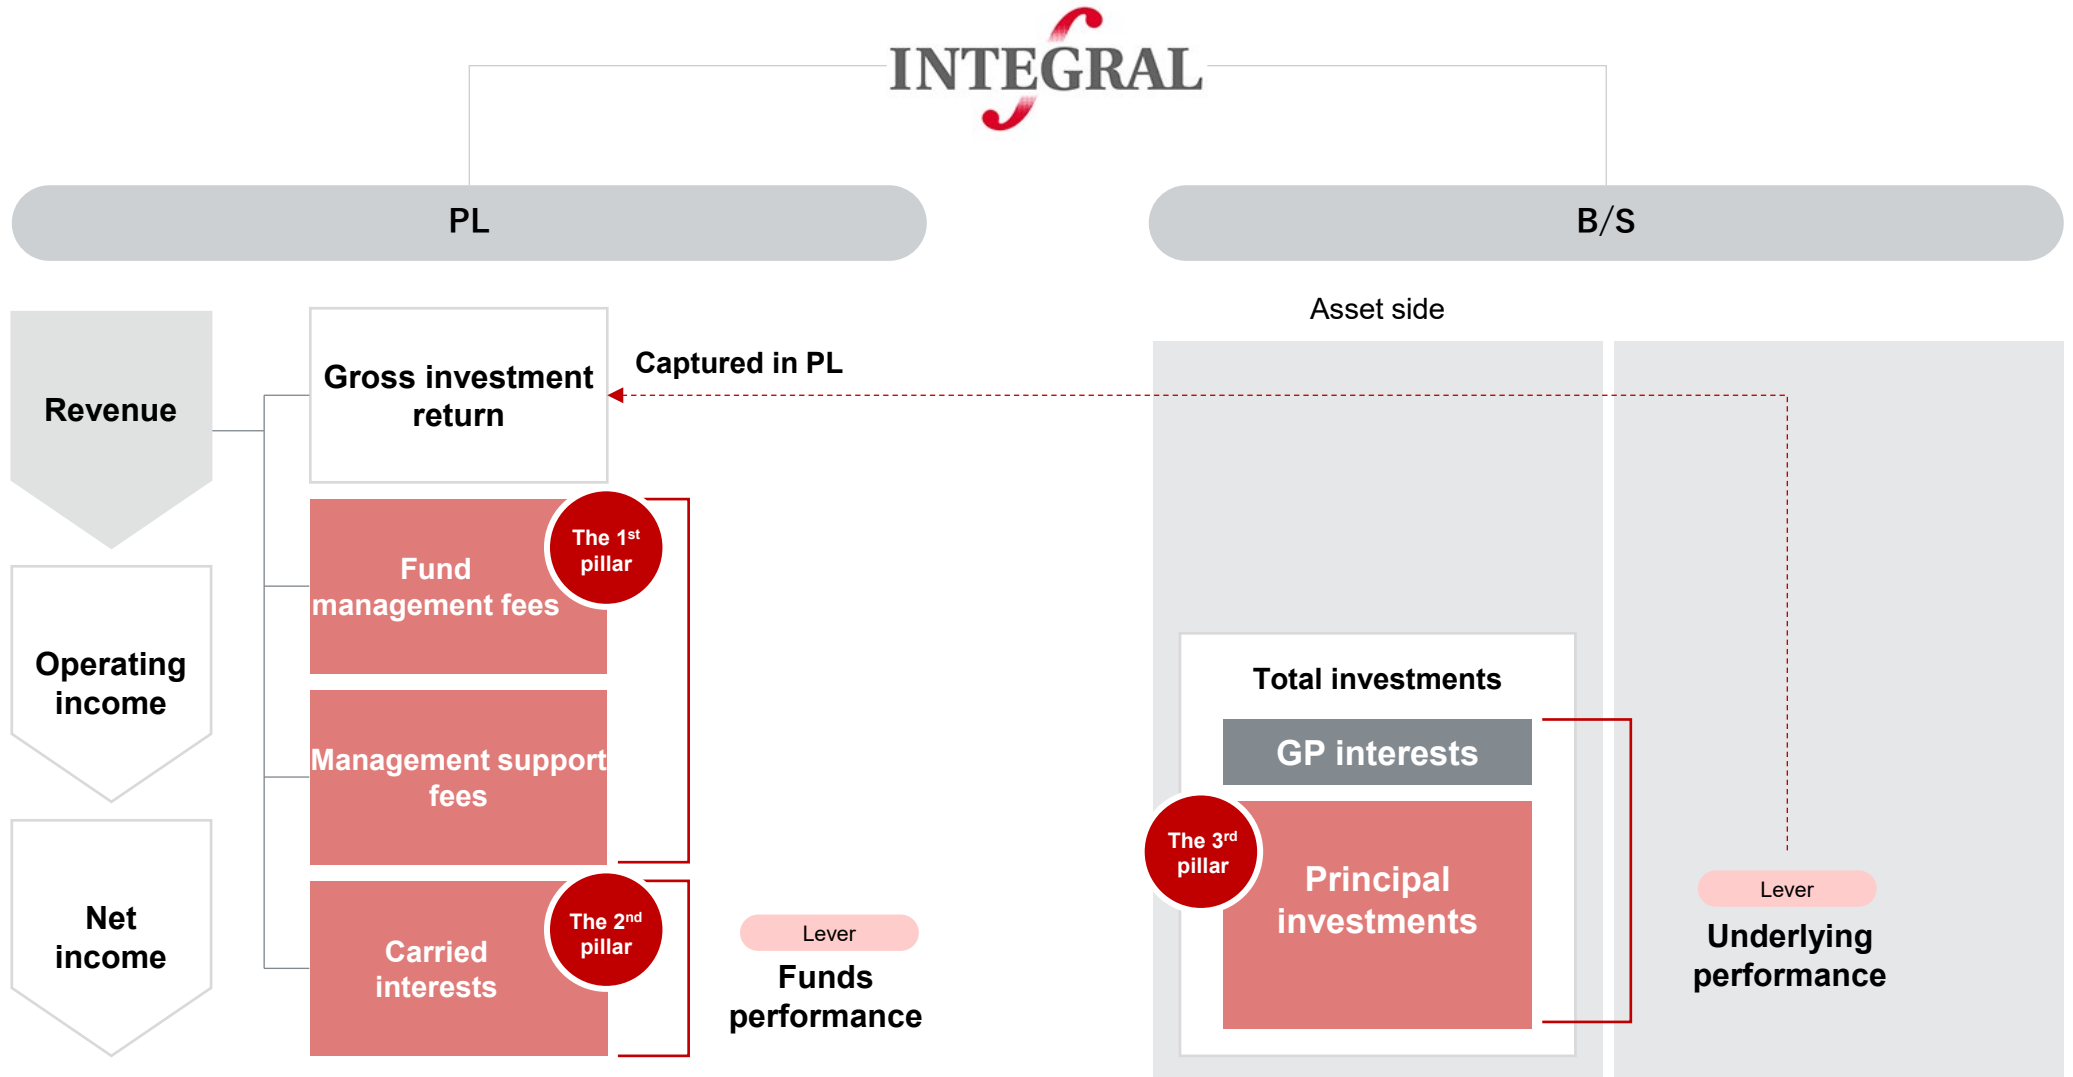 INTEGRAL
PL
B/S
Revenue
Operating
income
Net
income
Gross investment
return
Captured in PL
Fund
management fees
The 1st
pillar
Management support
fees
Carried
interests
The 2nd
pillar
Lever
Funds
performance
Asset side
Total investments
GP interests
The 3rd
pillar
Principal
investments
Lever
Underlying
performance